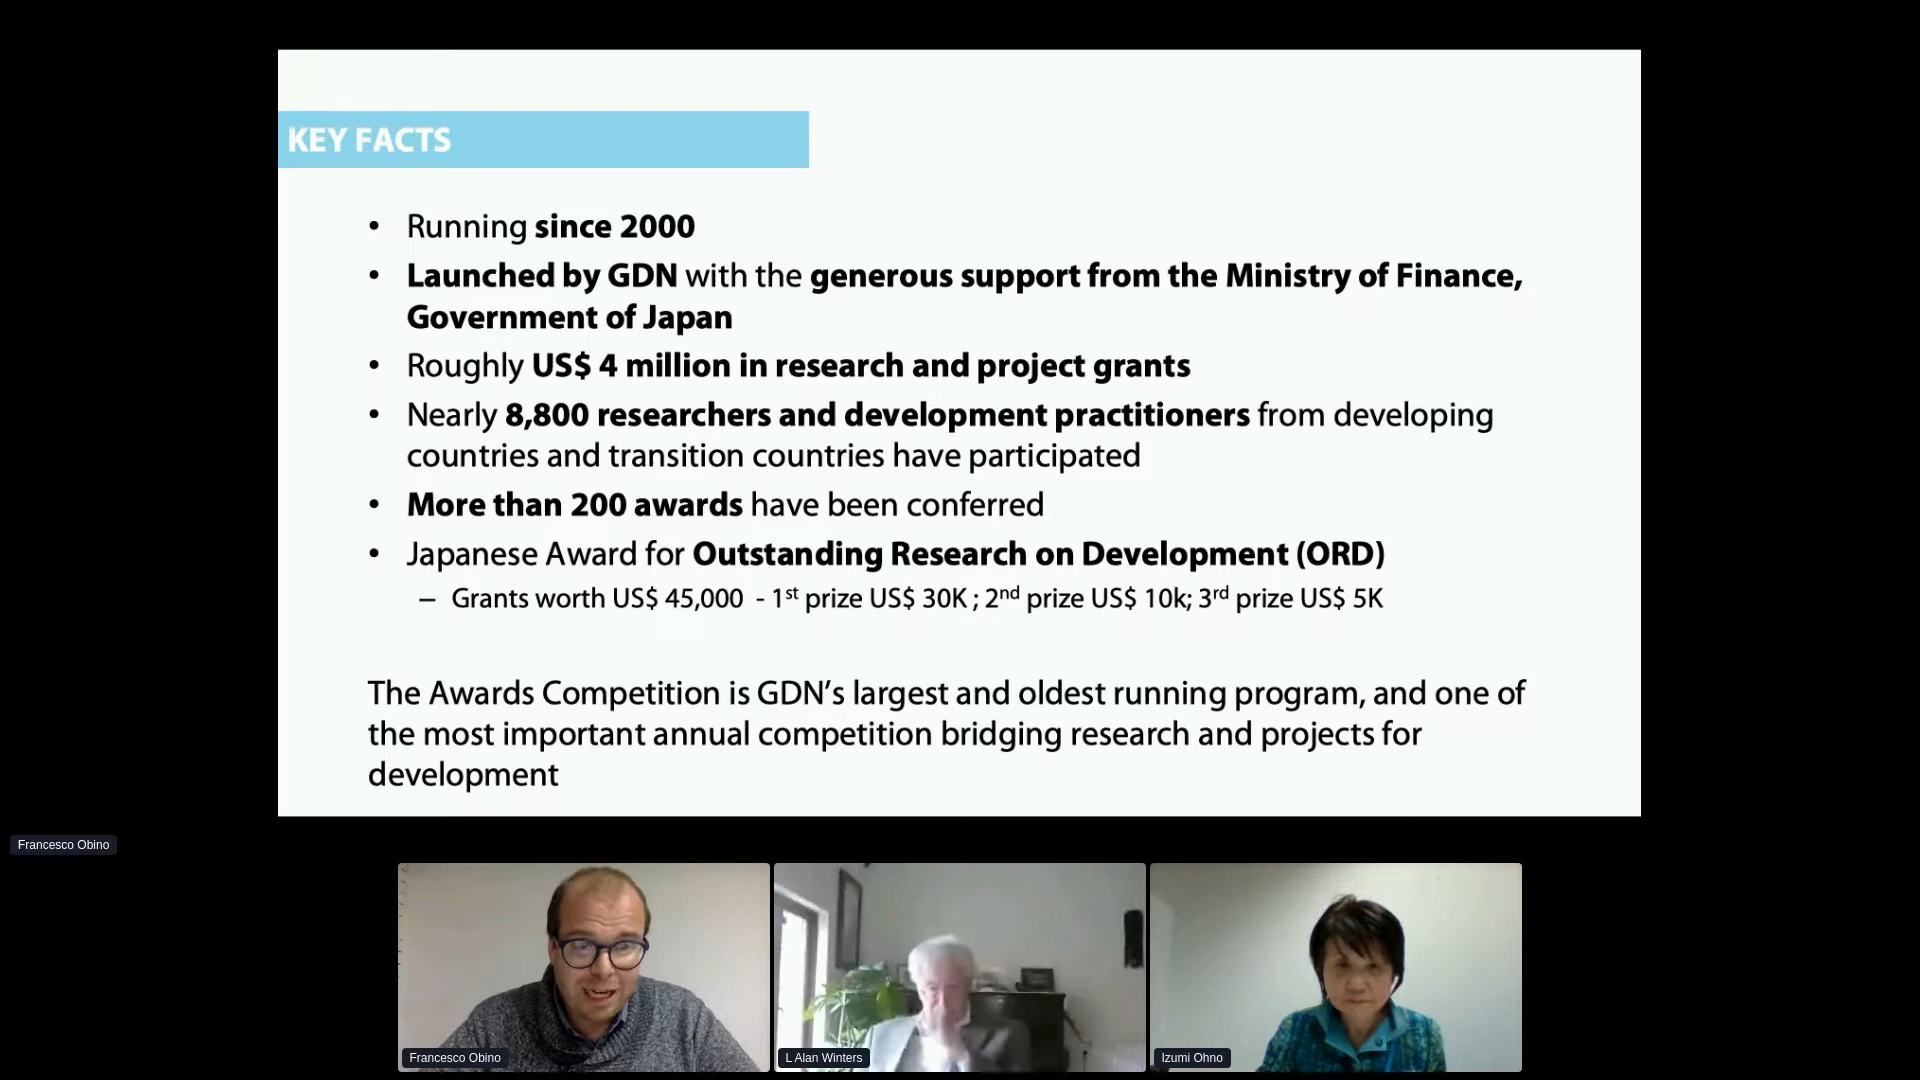 KEY FACTS
• Running since 2000
• Launched by GDN with the generous support from the Ministry of Finance,
Government of Japan
• Roughly US$ 4 million in research and project grants
• Nearly 8,800 researchers and development practitioners from developing
countries and transition countries have participated
• More than 200 awards have been conferred
• Japanese Award for Outstanding Research on Development (ORD)
– Grants worth US$ 45,000 - 1st prize US$ 30K ; 2nd prize US$ 10k; 3rd prize US$ 5K
The Awards Competition is GDN’s largest and oldest running program, and one of
the most important annual competition bridging research and projects for
development
Francesco Obino
Francesco Obino
L Alan Winters
Izumi Ohno